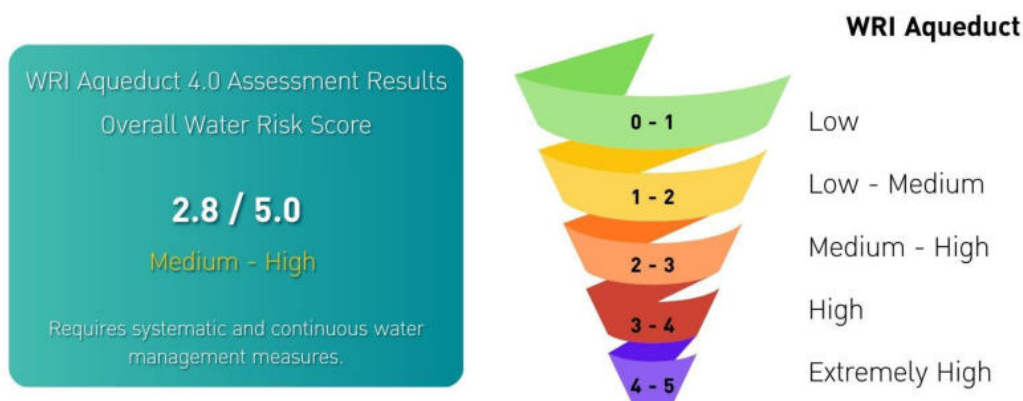 WRI Aqueduct 4.0 Assessment Results
Overall Water Risk Score
2.8 / 5.0
Medium - High
Requires systematic and continuous water
management measures.
WRI Aqueduct
0 - 1 Low
1 - 2 Low - Medium
2 - 3 Medium - High
3 - 4 High
4 - 5 Extremely High